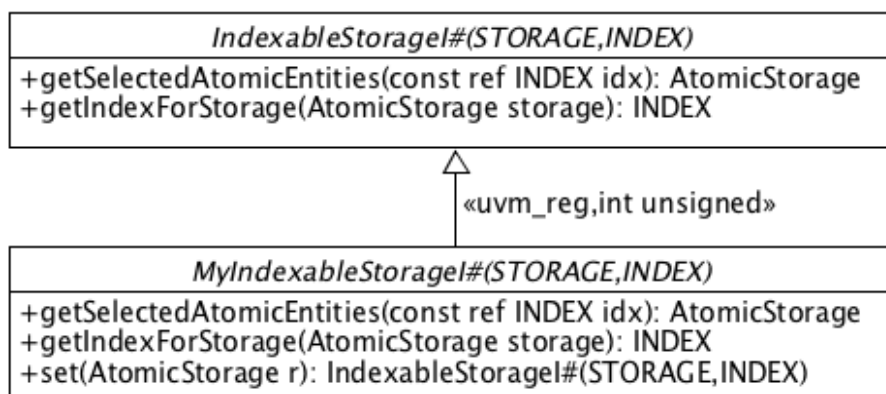 IndexableStorageI#(STORAGE,INDEX)
+getSelectedAtomicEntities(const ref INDEX idx): AtomicStorage
+getIndexForStorage(AtomicStorage storage): INDEX
«uvm_reg,int unsigned»
MyIndexableStorageI#(STORAGE,INDEX)
+getSelectedAtomicEntities(const ref INDEX idx): AtomicStorage
+getIndexForStorage(AtomicStorage storage): INDEX
+set(AtomicStorage r): IndexableStorageI#(STORAGE,INDEX)